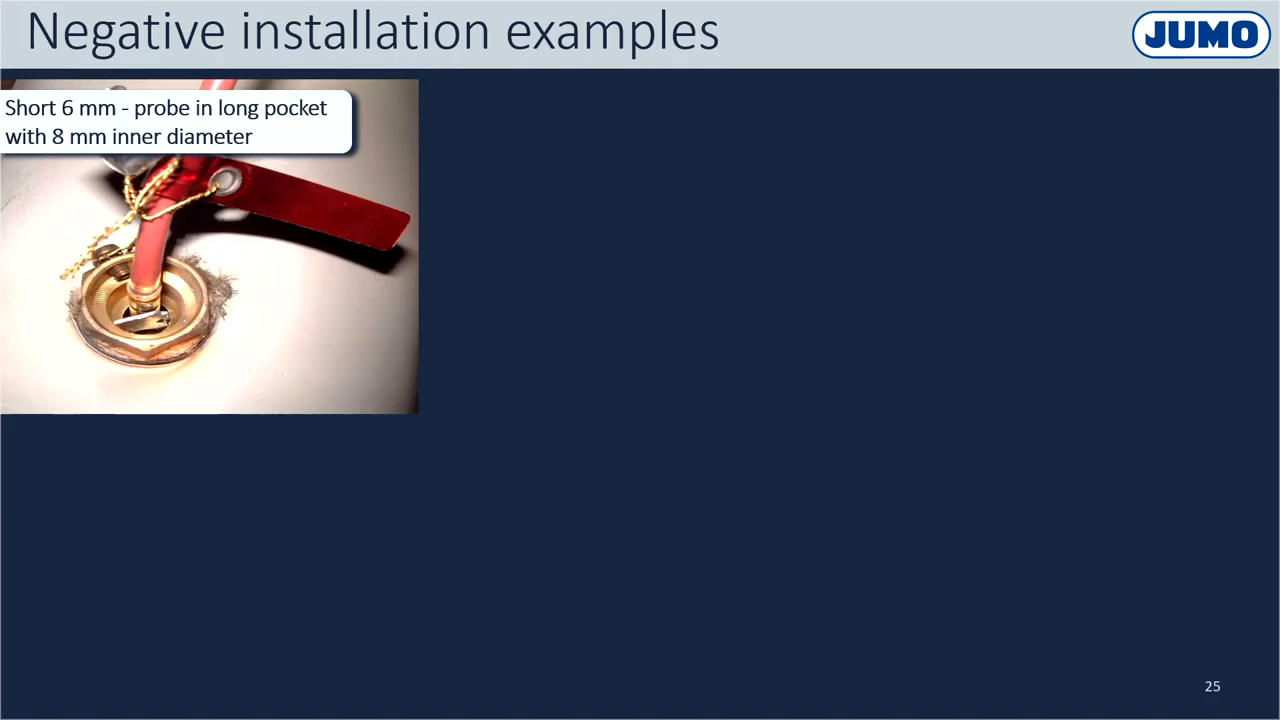 Negative installation examples
JUMO
Short 6 mm - probe in long pocket
with 8 mm inner diameter
25